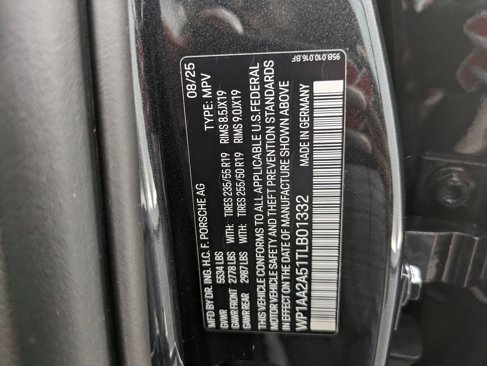 MFD BY DR. ING. H.C. F. PORSCHE AG 08/25
GVWR 5534 LBS TYPE: MPV
GAWR FRONT 2778 LBS WITH: TIRES 235/55 R19 RIMS 8.5JX19
GAWR REAR 2987 LBS WITH: TIRES 255/50 R19 RIMS 9.0JX19
THIS VEHICLE CONFORMS TO ALL APPLICABLE U.S. FEDERAL
MOTOR VEHICLE SAFETY AND THEFT PREVENTION STANDARDS
IN EFFECT ON THE DATE OF MANUFACTURE SHOWN ABOVE
WP1AA2A51TLB01332 MADE IN GERMANY
95B.010.016.BF